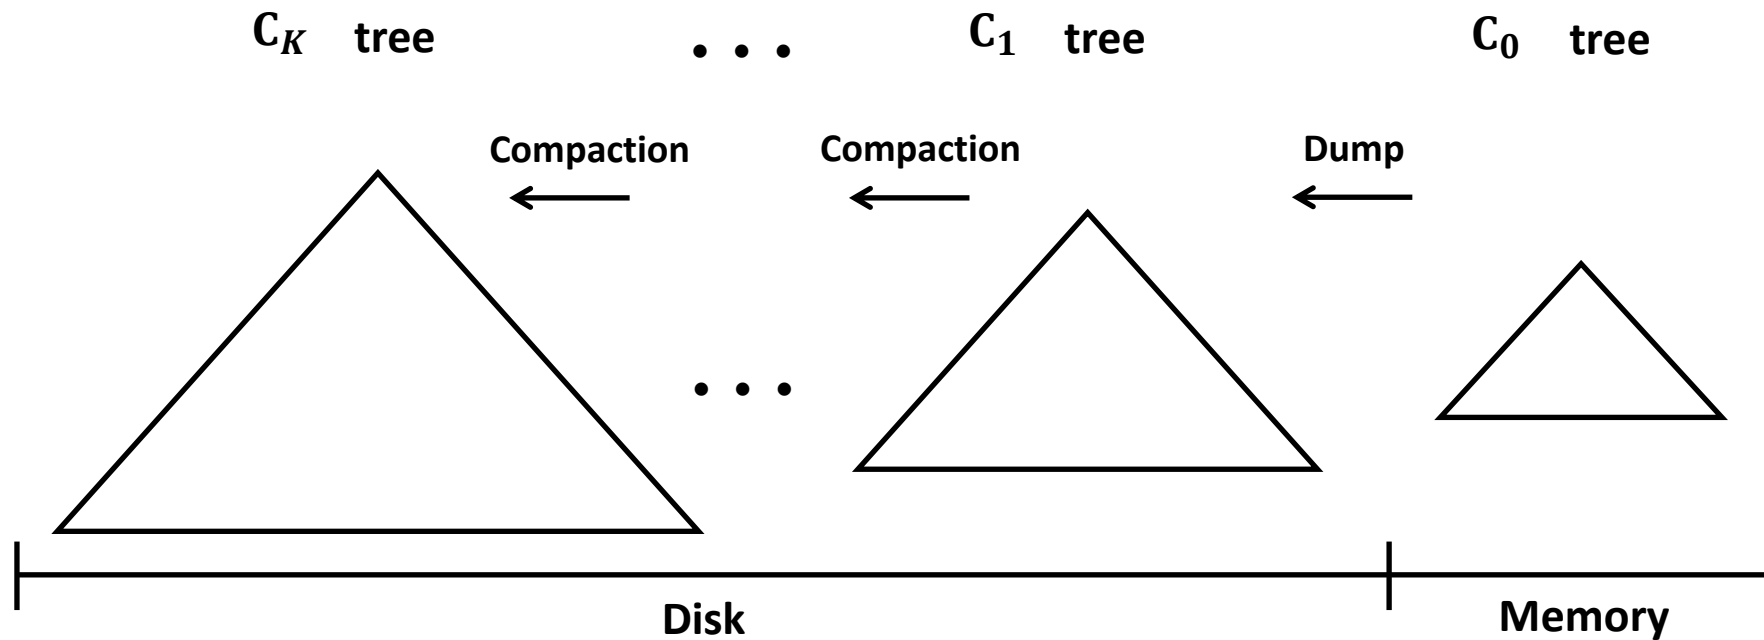 C_K tree ... C_1 tree C_0 tree
Compaction Compaction Dump
...
Disk Memory